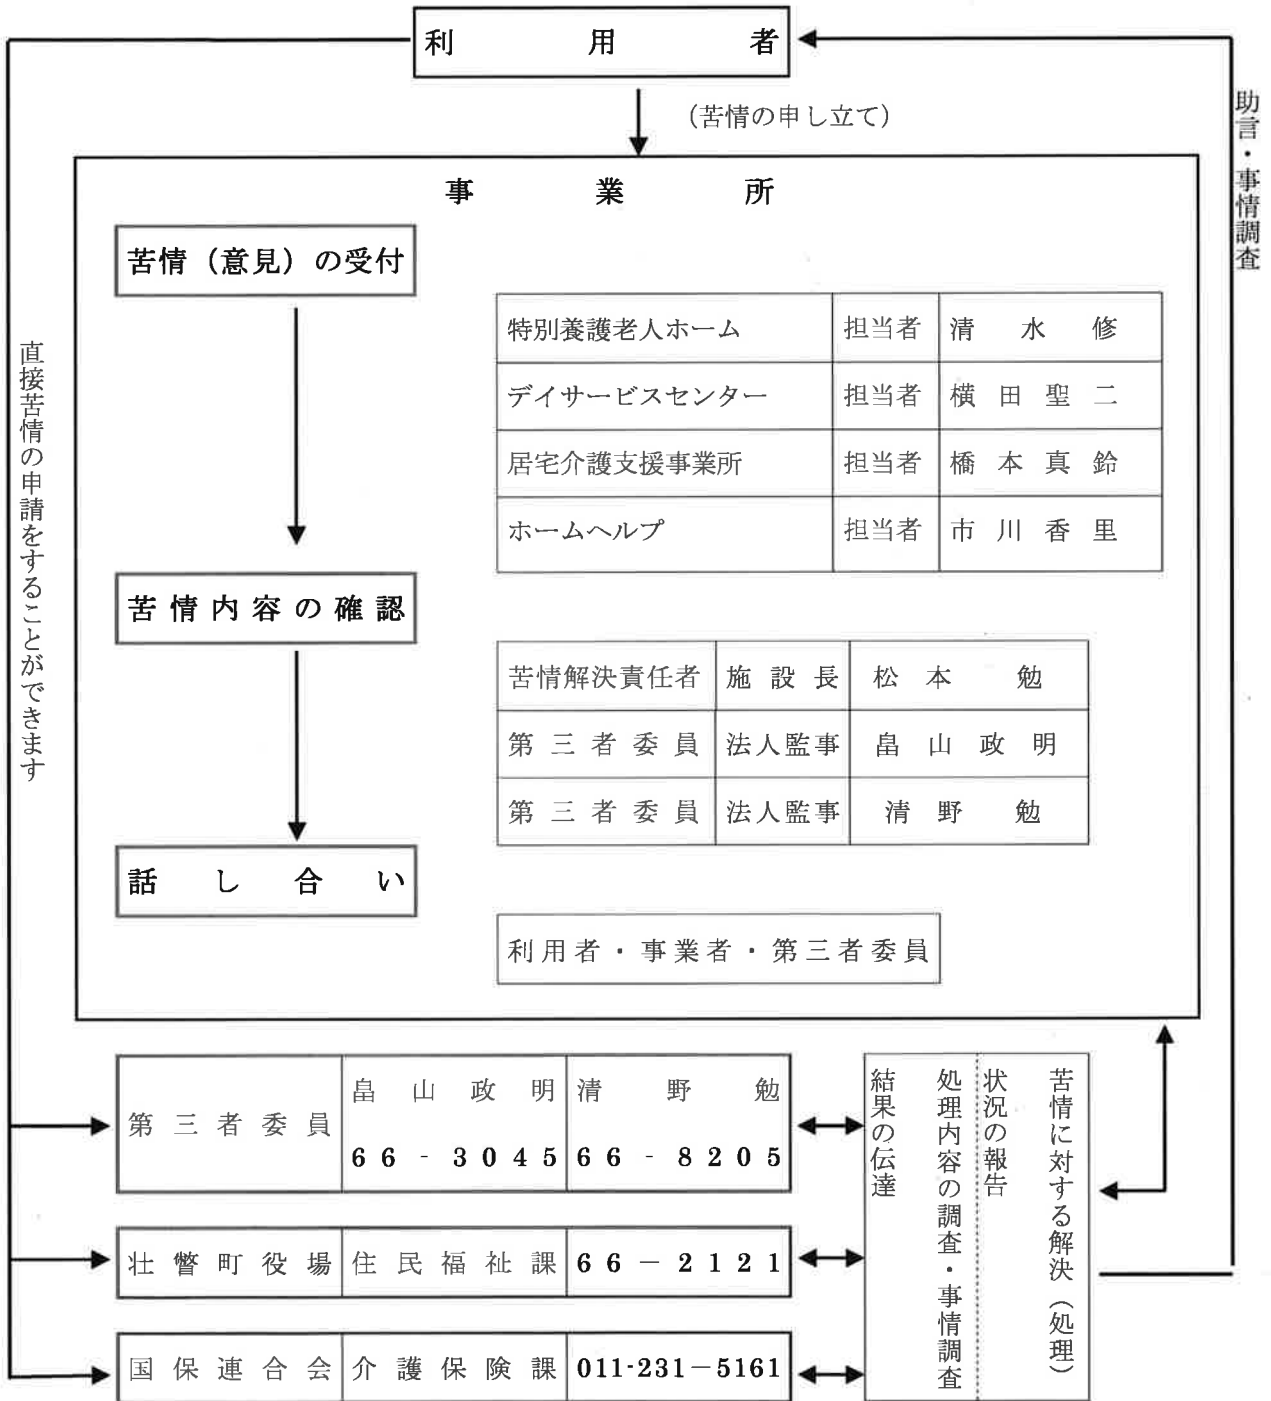 利用者
(苦情の申し立て)
助言・事情調査
直接苦情の申請をすることができます
事業所
苦情(意見)の受付
特別養護老人ホーム 担当者 清水修
デイサービスセンター 担当者 横田聖二
居宅介護支援事業所 担当者 橋本真鈴
ホームヘルプ 担当者 市川香里
苦情内容の確認
苦情解決責任者 施設長 松本勉
第三者委員 法人監事 畠山政明
第三者委員 法人監事 清野勉
話し合い
利用者・事業者・第三者委員
第三者委員 畠山政明 清野勉
66-3045 66-8205
壮瞥町役場 住民福祉課 66-2121
国保連合会 介護保険課 011-231-5161
苦情に対する解決(処理)
状況の報告
処理内容の調査・事情調査
結果の伝達